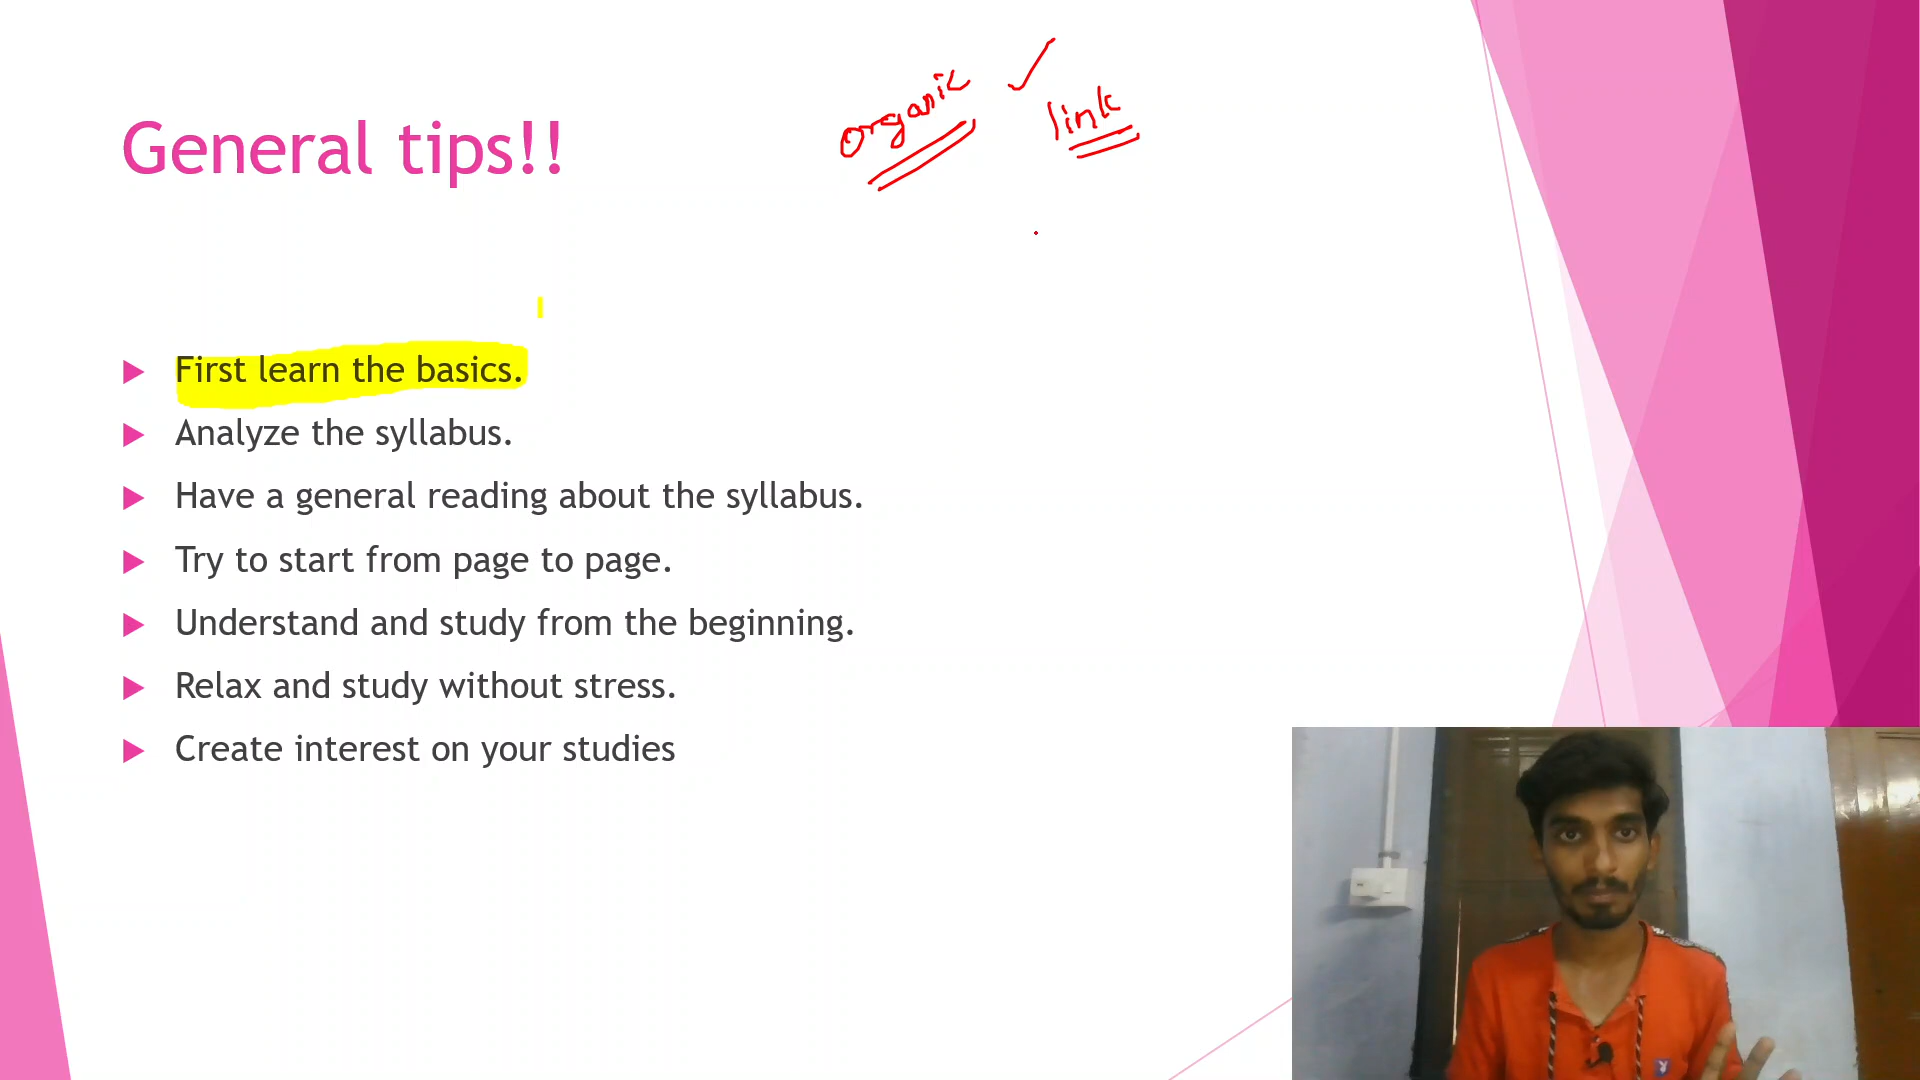 organic
link
General tips!!
First learn the basics.
Analyze the syllabus.
Have a general reading about the syllabus.
Try to start from page to page.
Understand and study from the beginning.
Relax and study without stress.
Create interest on your studies